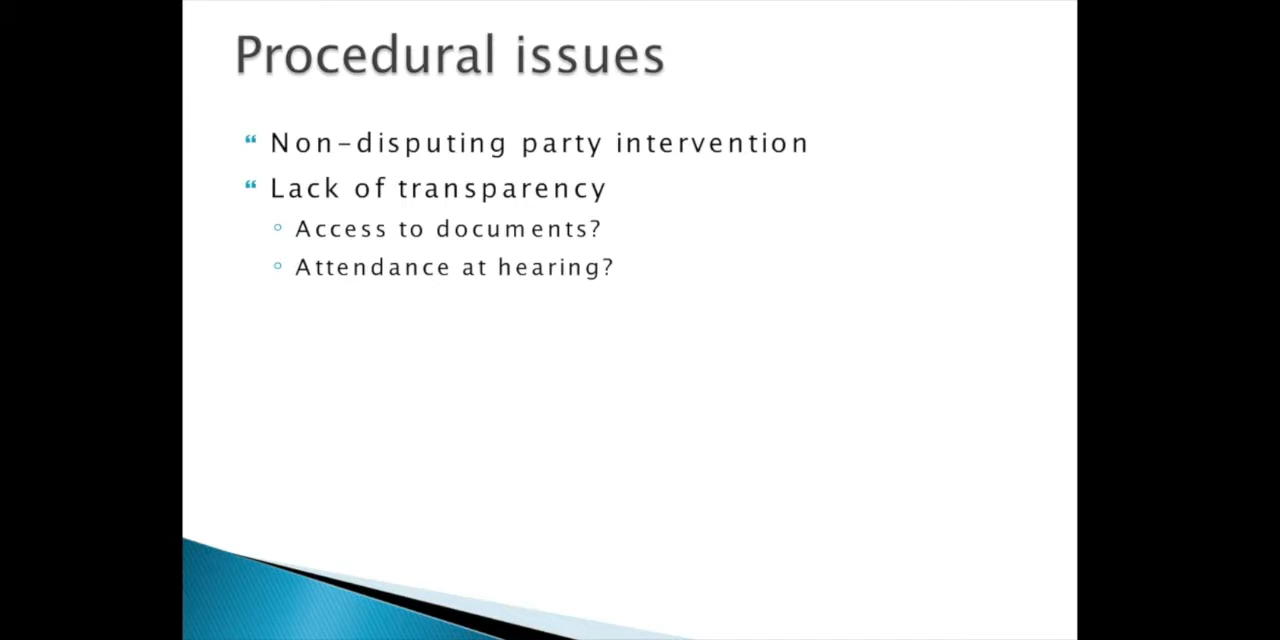 Procedural issues
Non-disputing party intervention
Lack of transparency
Access to documents?
Attendance at hearing?